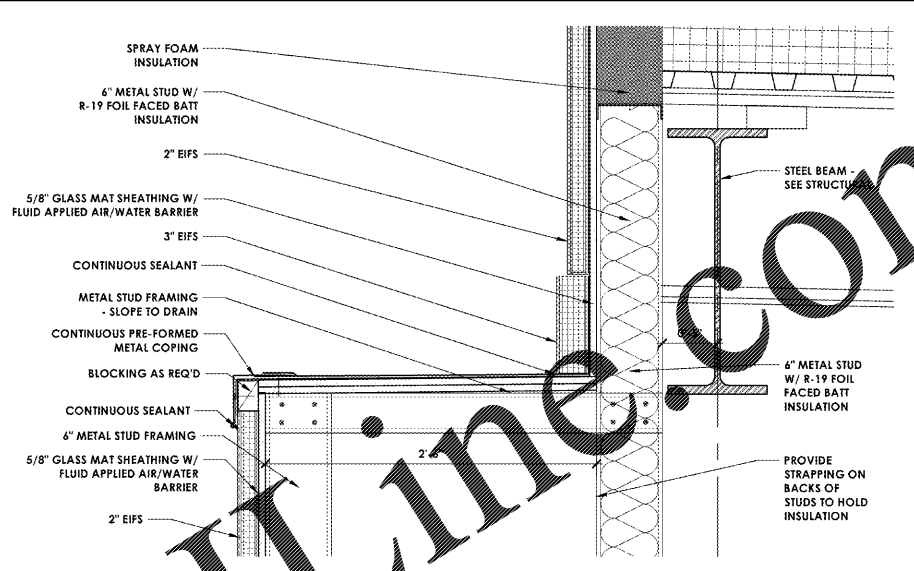 SPRAY FOAM
INSULATION
6" METAL STUD W/
R-19 FOIL FACED BATT
INSULATION
2" EIFS
5/8" GLASS MAT SHEATHING W/
FLUID APPLIED AIR/WATER BARRIER
3" EIFS
CONTINUOUS SEALANT
METAL STUD FRAMING
- SLOPE TO DRAIN
CONTINUOUS PRE-FORMED
METAL COPING
BLOCKING AS REQ'D
CONTINUOUS SEALANT
6" METAL STUD FRAMING
5/8" GLASS MAT SHEATHING W/
FLUID APPLIED AIR/WATER
BARRIER
2" EIFS
STEEL BEAM -
SEE STRUCTURAL
6" METAL STUD
W/ R-19 FOIL
FACED BATT
INSULATION
PROVIDE
STRAPPING ON
BACKS OF
STUDS TO HOLD
INSULATION
Line.con